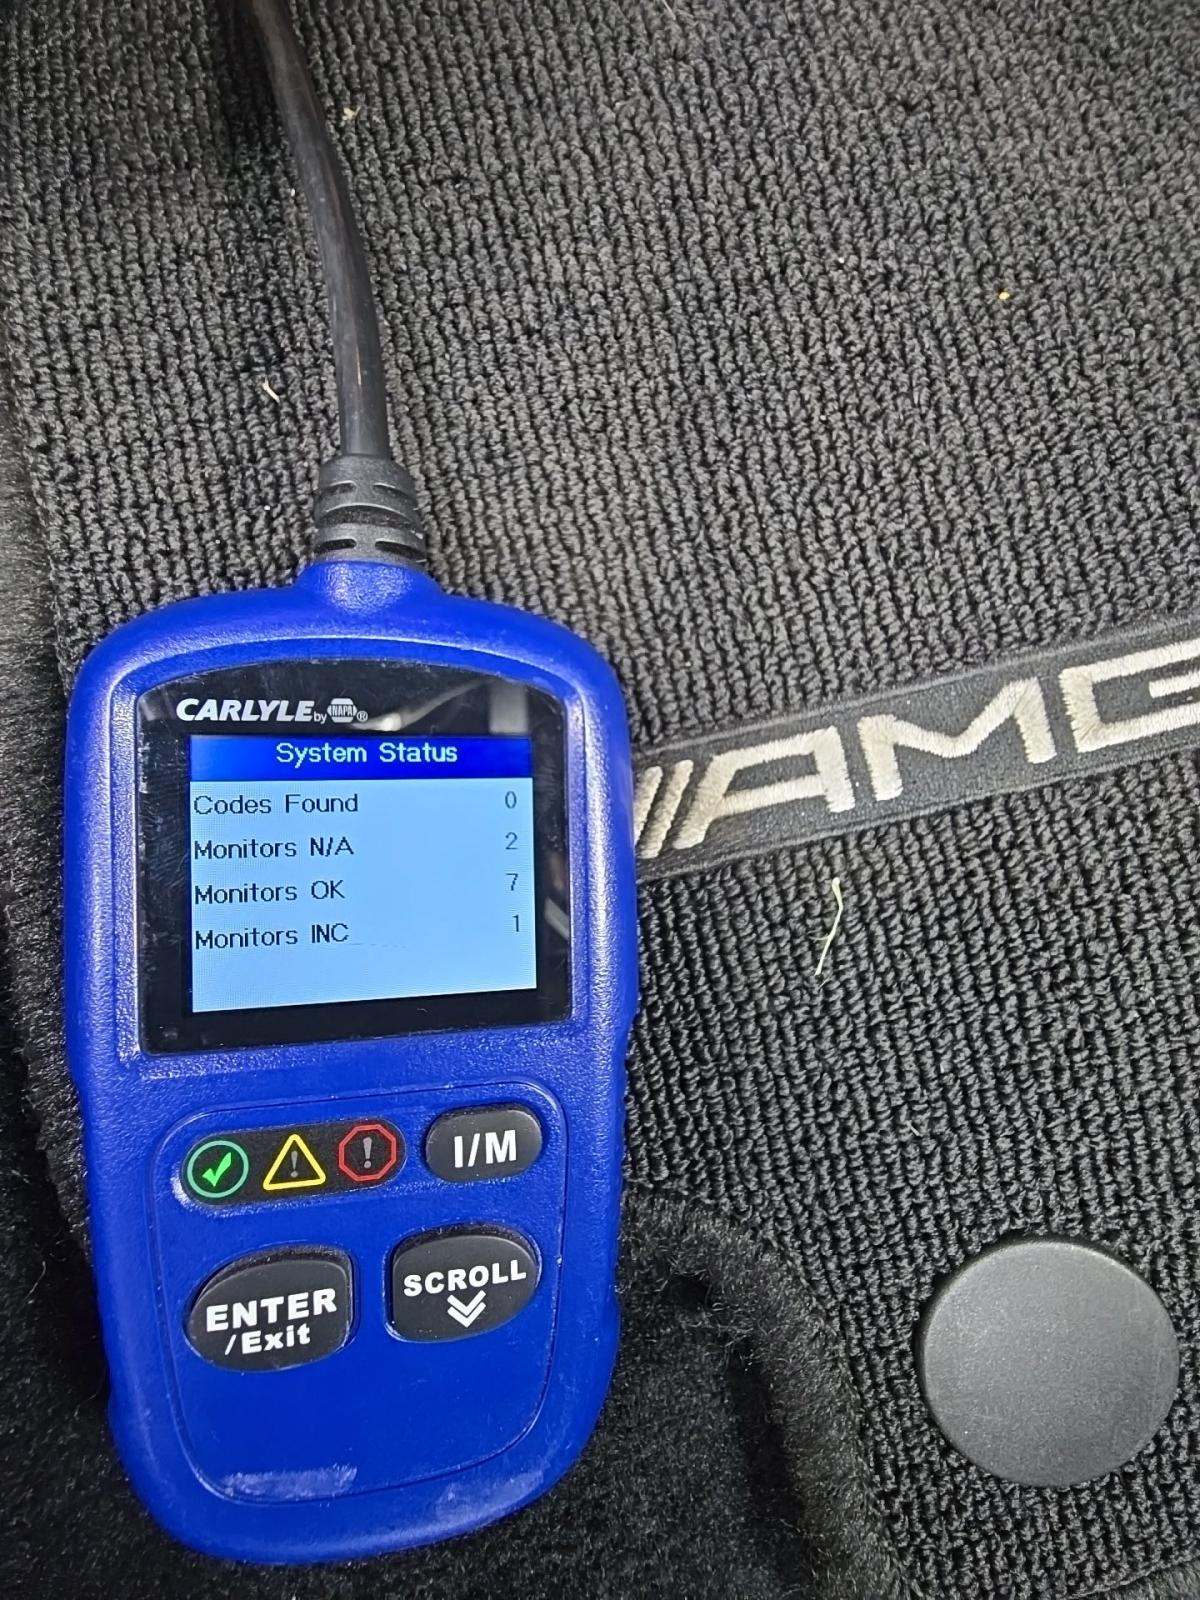 CARLYLE by NAPA ®
System Status
Codes Found 0
Monitors N/A 2
Monitors OK 7
Monitors INC 1
AMG
I/M
ENTER
/Exit
SCROLL